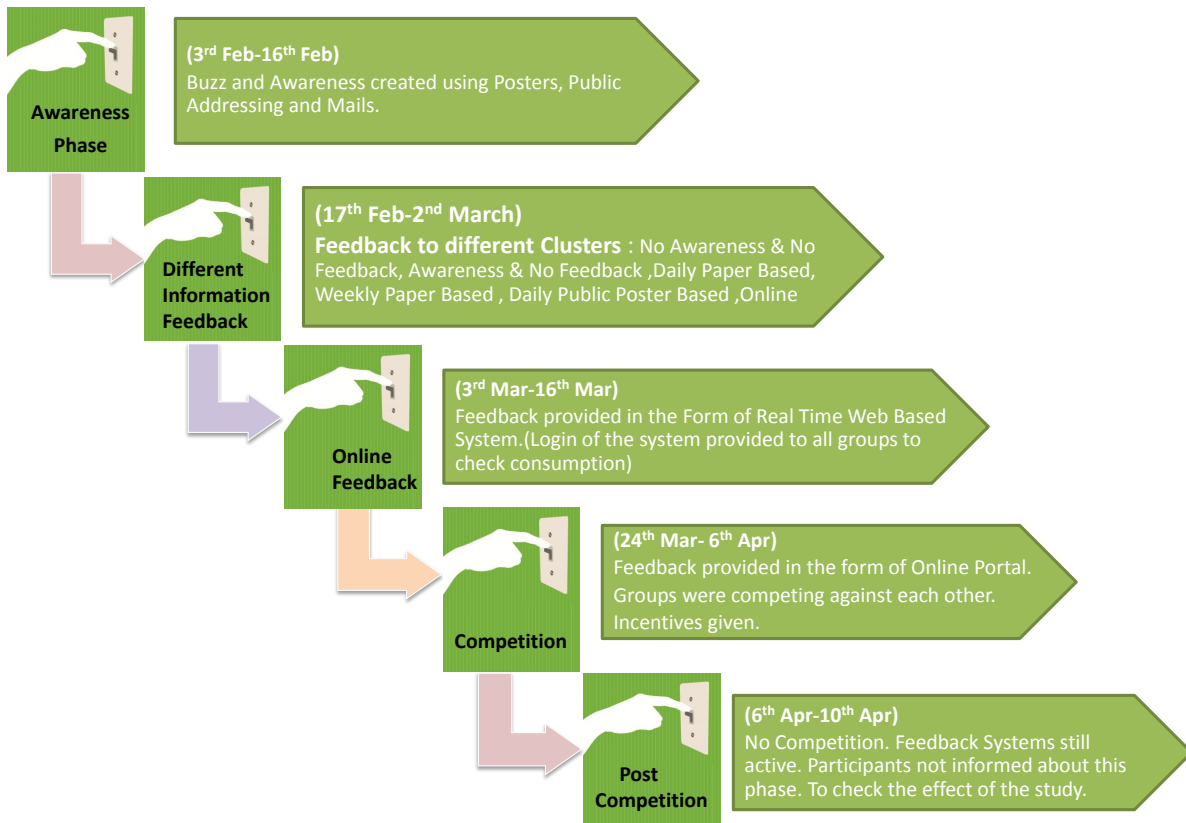 Awareness
Phase
(3rd Feb-16th Feb)
Buzz and Awareness created using Posters, Public
Addressing and Mails.
Different
Information
Feedback
(17th Feb-2nd March)
Feedback to different Clusters : No Awareness & No
Feedback, Awareness & No Feedback ,Daily Paper Based,
Weekly Paper Based , Daily Public Poster Based ,Online
Online
Feedback
(3rd Mar-16th Mar)
Feedback provided in the Form of Real Time Web Based
System.(Login of the system provided to all groups to
check consumption)
Competition
(24th Mar- 6th Apr)
Feedback provided in the form of Online Portal.
Groups were competing against each other.
Incentives given.
Post
Competition
(6th Apr-10th Apr)
No Competition. Feedback Systems still
active. Participants not informed about this
phase. To check the effect of the study.